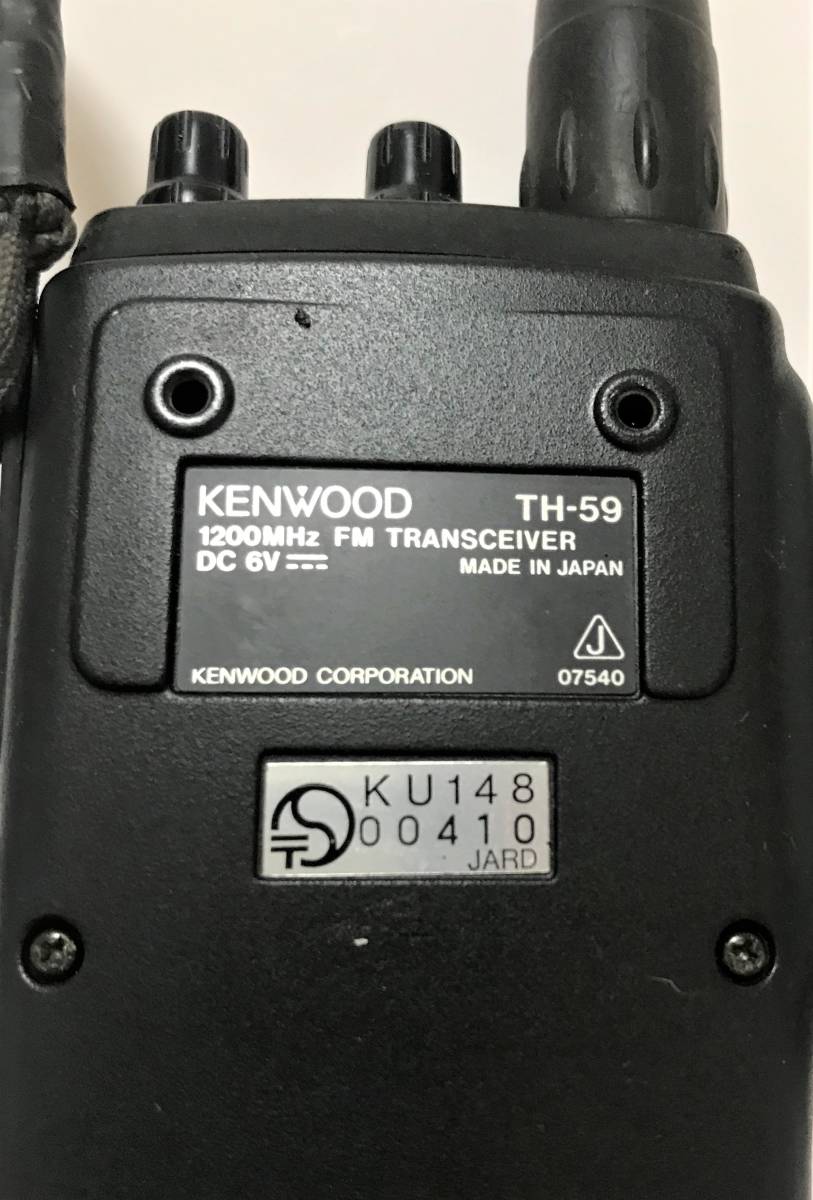 KENWOOD TH-59
1200MHz FM TRANSCEIVER
DC 6V MADE IN JAPAN
J
KENWOOD CORPORATION 07540
KU148
00410
JARD